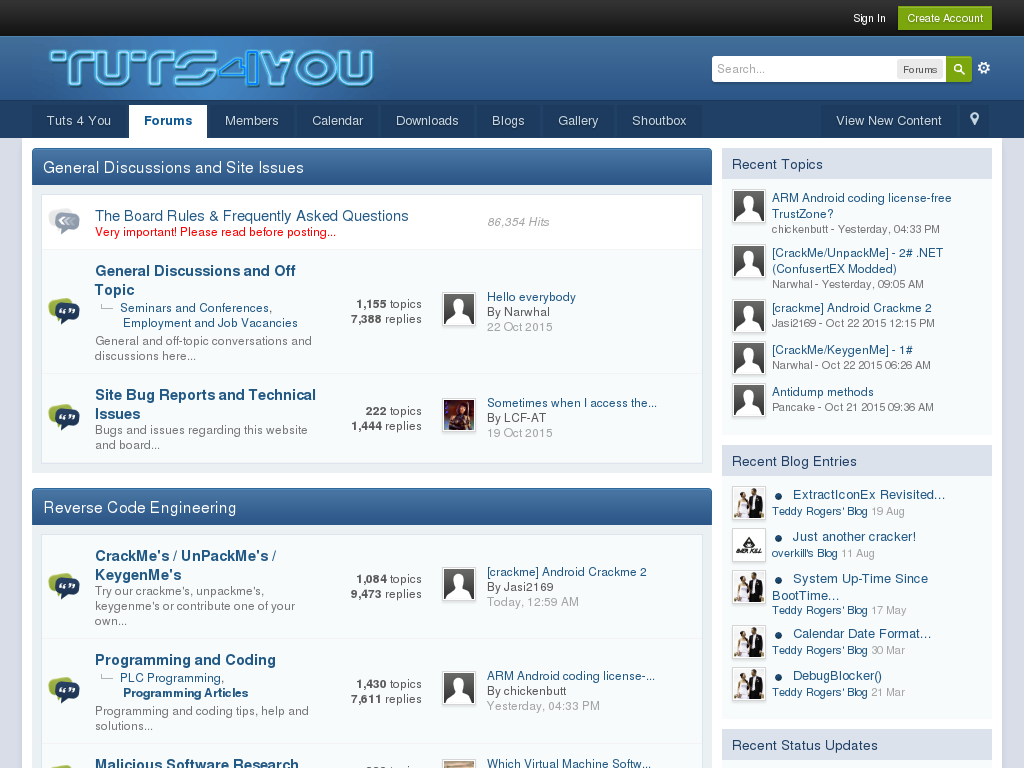 Sign In
Create Account
TUTS4YOU
Search...
Forums
Tuts 4 You
Forums
Members
Calendar
Downloads
Blogs
Gallery
Shoutbox
View New Content
General Discussions and Site Issues
The Board Rules & Frequently Asked Questions
Very important! Please read before posting...
86,354 Hits
General Discussions and Off
Topic
Seminars and Conferences,
Employment and Job Vacancies
General and off-topic conversations and
discussions here...
1,155 topics
7,388 replies
Hello everybody
By Narwhal
22 Oct 2015
Site Bug Reports and Technical
Issues
Bugs and issues regarding this website
and board...
222 topics
1,444 replies
Sometimes when I access the...
By LCF-AT
19 Oct 2015
Reverse Code Engineering
CrackMe's / UnPackMe's /
KeygenMe's
Try our crackme's, unpackme's,
keygenme's or contribute one of your
own...
1,084 topics
9,473 replies
[crackme] Android Crackme 2
By Jasi2169
Today, 12:59 AM
Programming and Coding
PLC Programming,
Programming Articles
Programming and coding tips, help and
solutions...
1,430 topics
7,611 replies
ARM Android coding license-...
By chickenbutt
Yesterday, 04:33 PM
Malicious Software Research
Which Virtual Machine Softw...
Recent Topics
ARM Android coding license-free
TrustZone?
chickenbutt - Yesterday, 04:33 PM
[CrackMe/UnpackMe] - 2# .NET
(ConfusertEX Modded)
Narwhal - Yesterday, 09:05 AM
[crackme] Android Crackme 2
Jasi2169 - Oct 22 2015 12:15 PM
[CrackMe/KeygenMe] - 1#
Narwhal - Oct 22 2015 06:26 AM
Antidump methods
Pancake - Oct 21 2015 09:36 AM
Recent Blog Entries
ExtractIconEx Revisited...
Teddy Rogers' Blog 19 Aug
OVER KILL
Just another cracker!
overkill's Blog 11 Aug
System Up-Time Since
BootTime...
Teddy Rogers' Blog 17 May
Calendar Date Format...
Teddy Rogers' Blog 30 Mar
DebugBlocker()
Teddy Rogers' Blog 21 Mar
Recent Status Updates